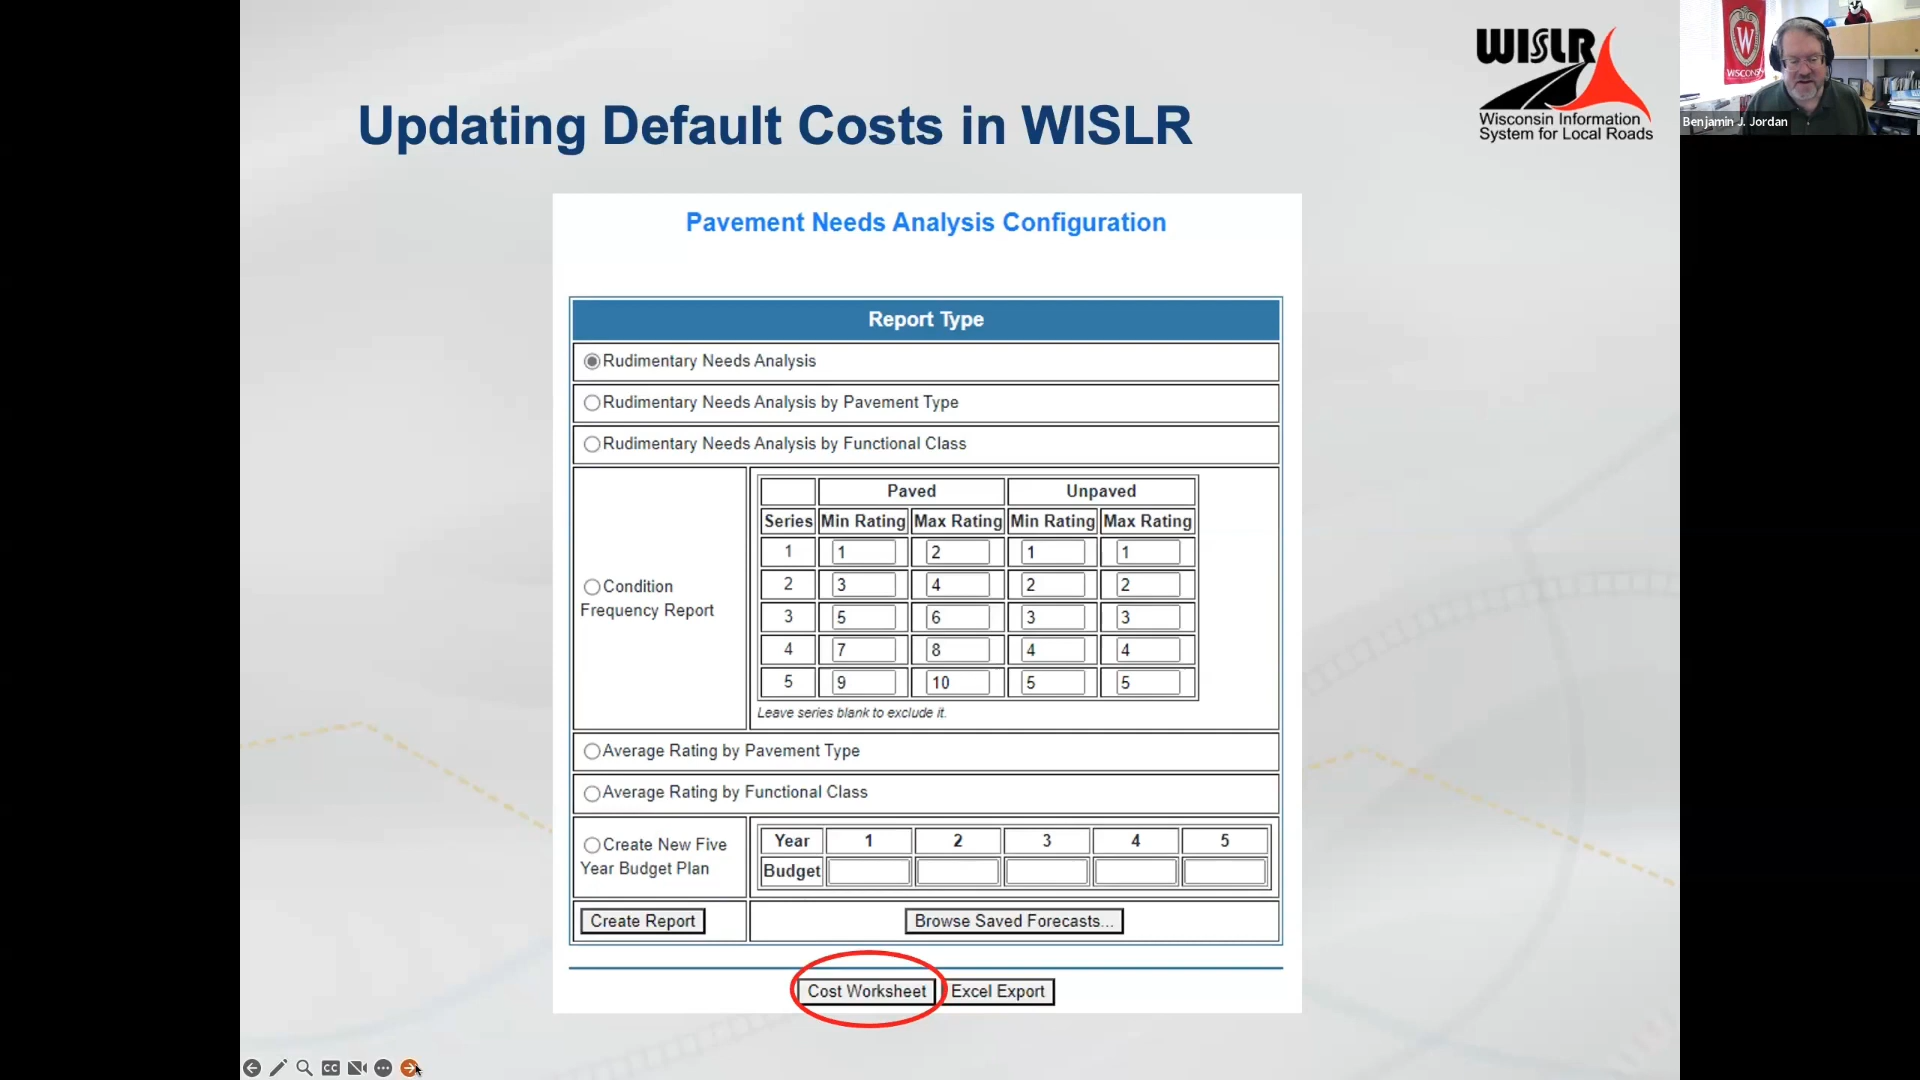 Updating Default Costs in WISLR
WISLR
Wisconsin Information
System for Local Roads
W
WISCONS
Benjamin J. Jordan
Pavement Needs Analysis Configuration
Report Type
Rudimentary Needs Analysis
Rudimentary Needs Analysis by Pavement Type
Rudimentary Needs Analysis by Functional Class
Condition
Frequency Report
Paved Unpaved
Series Min Rating Max Rating Min Rating Max Rating
1 1 2 1 1
2 3 4 2 2
3 5 6 3 3
4 7 8 4 4
5 9 10 5 5
Leave series blank to exclude it.
Average Rating by Pavement Type
Average Rating by Functional Class
Create New Five
Year Budget Plan
Year 1 2 3 4 5
Budget
Create Report Browse Saved Forecasts...
Cost Worksheet Excel Export
CC